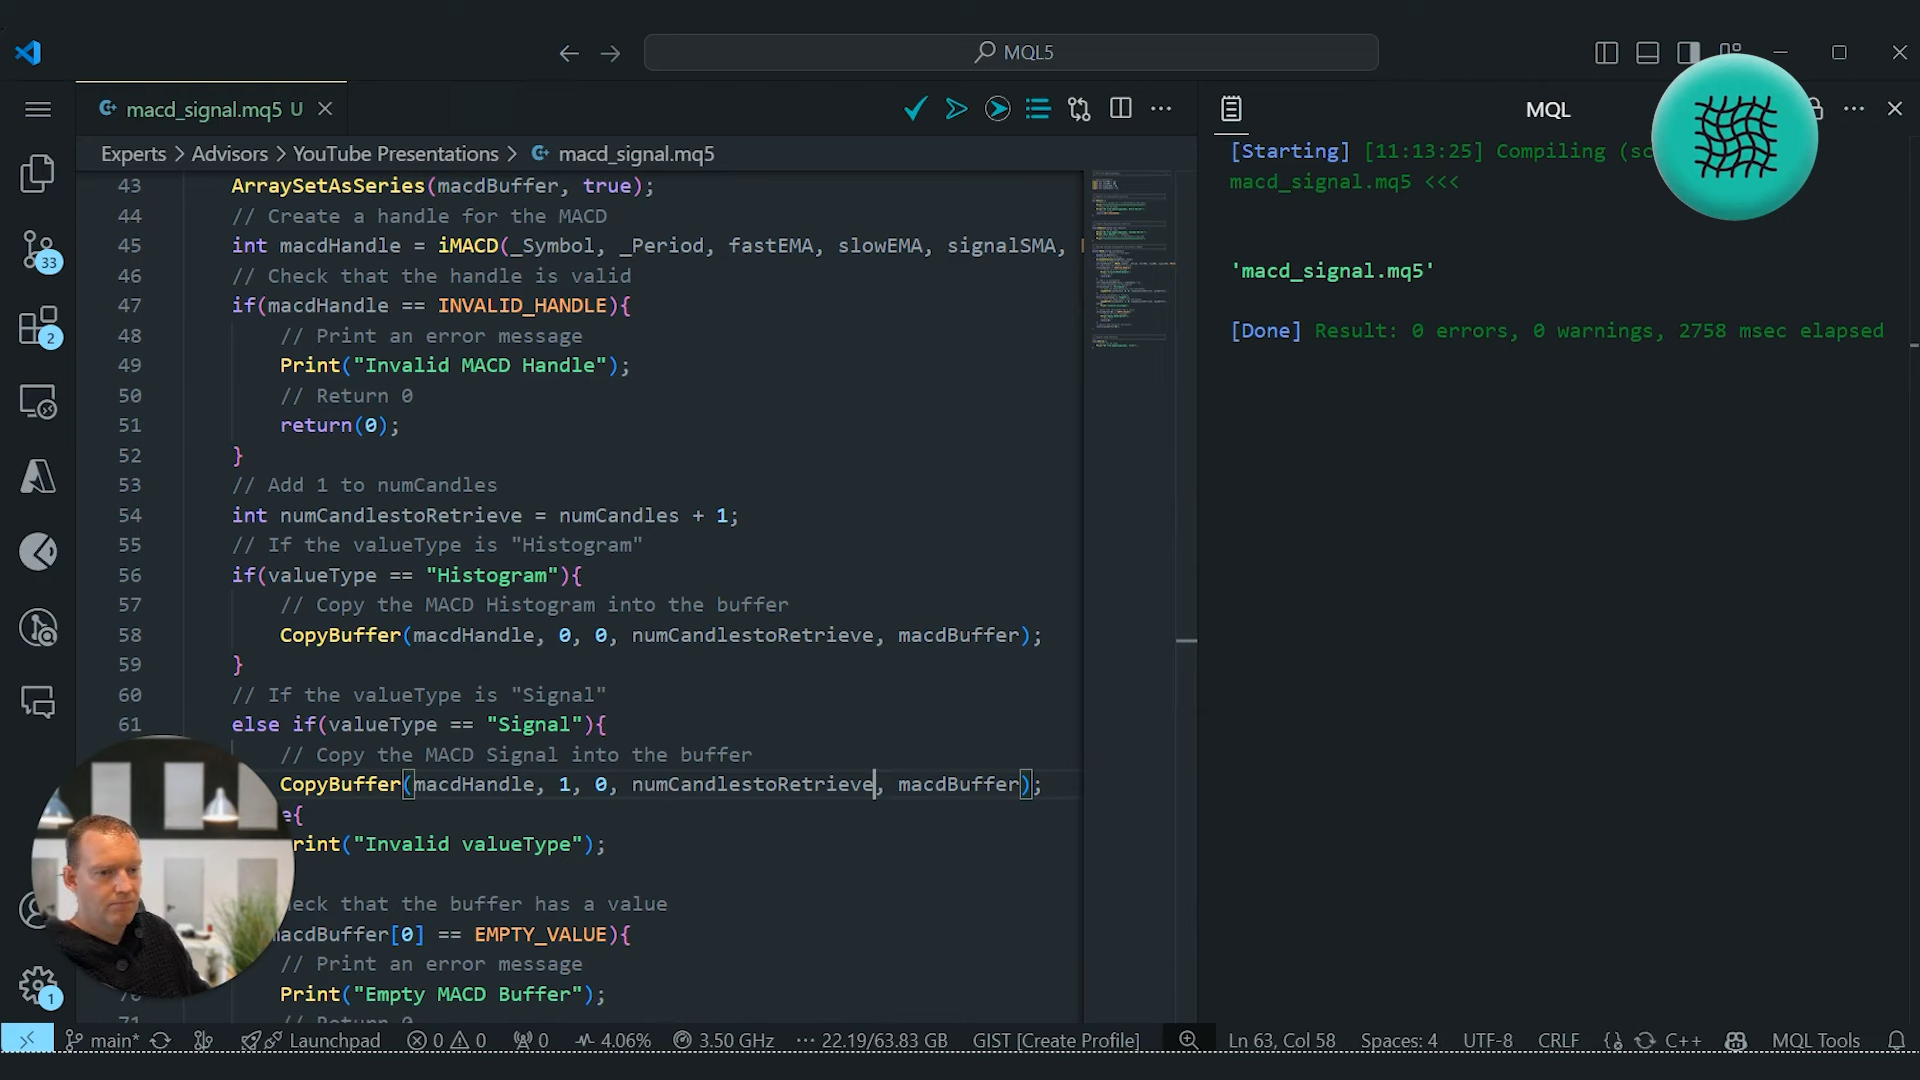 MQL5
macd_signal.mq5 U
MQL
Experts > Advisors > YouTube Presentations > macd_signal.mq5
43 ArraySetAsSeries(macdBuffer, true);
44 // Create a handle for the MACD
45 int macdHandle = iMACD(_Symbol, _Period, fastEMA, slowEMA, signalSMA,
46 // Check that the handle is valid
47 if(macdHandle == INVALID_HANDLE){
48 // Print an error message
49 Print("Invalid MACD Handle");
50 // Return 0
51 return(0);
52 }
53 // Add 1 to numCandles
54 int numCandlestoRetrieve = numCandles + 1;
55 // If the valueType is "Histogram"
56 if(valueType == "Histogram"){
57 // Copy the MACD Histogram into the buffer
58 CopyBuffer(macdHandle, 0, 0, numCandlestoRetrieve, macdBuffer);
59 }
60 // If the valueType is "Signal"
61 else if(valueType == "Signal"){
// Copy the MACD Signal into the buffer
CopyBuffer(macdHandle, 1, 0, numCandlestoRetrieve, macdBuffer);
e{
rint("Invalid valueType");
eck that the buffer has a value
macdBuffer[0] == EMPTY_VALUE){
// Print an error message
70 Print("Empty MACD Buffer");
71 // Return 0
[Starting] [11:13:25] Compiling (sc
macd_signal.mq5 <<<
'macd_signal.mq5'
[Done] Result: 0 errors, 0 warnings, 2758 msec elapsed
33
2
1
main* Launchpad 0 0 0 4.06% 3.50 GHz ··· 22.19/63.83 GB GIST [Create Profile] Ln 63, Col 58 Spaces: 4 UTF-8 CRLF C++ MQL Tools